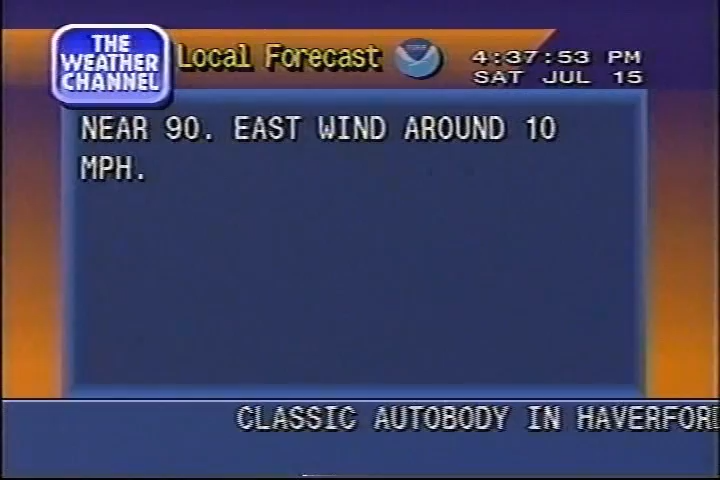 THE
WEATHER
CHANNEL
Local Forecast
4:37:53 PM
SAT JUL 15
NEAR 90. EAST WIND AROUND 10
MPH.
CLASSIC AUTOBODY IN